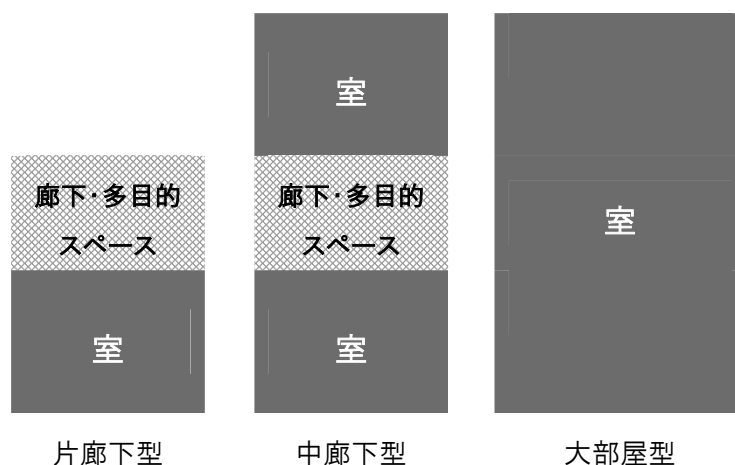 室
廊下･多目的
スペース
廊下･多目的
スペース
室
室
室
片廊下型
中廊下型
大部屋型